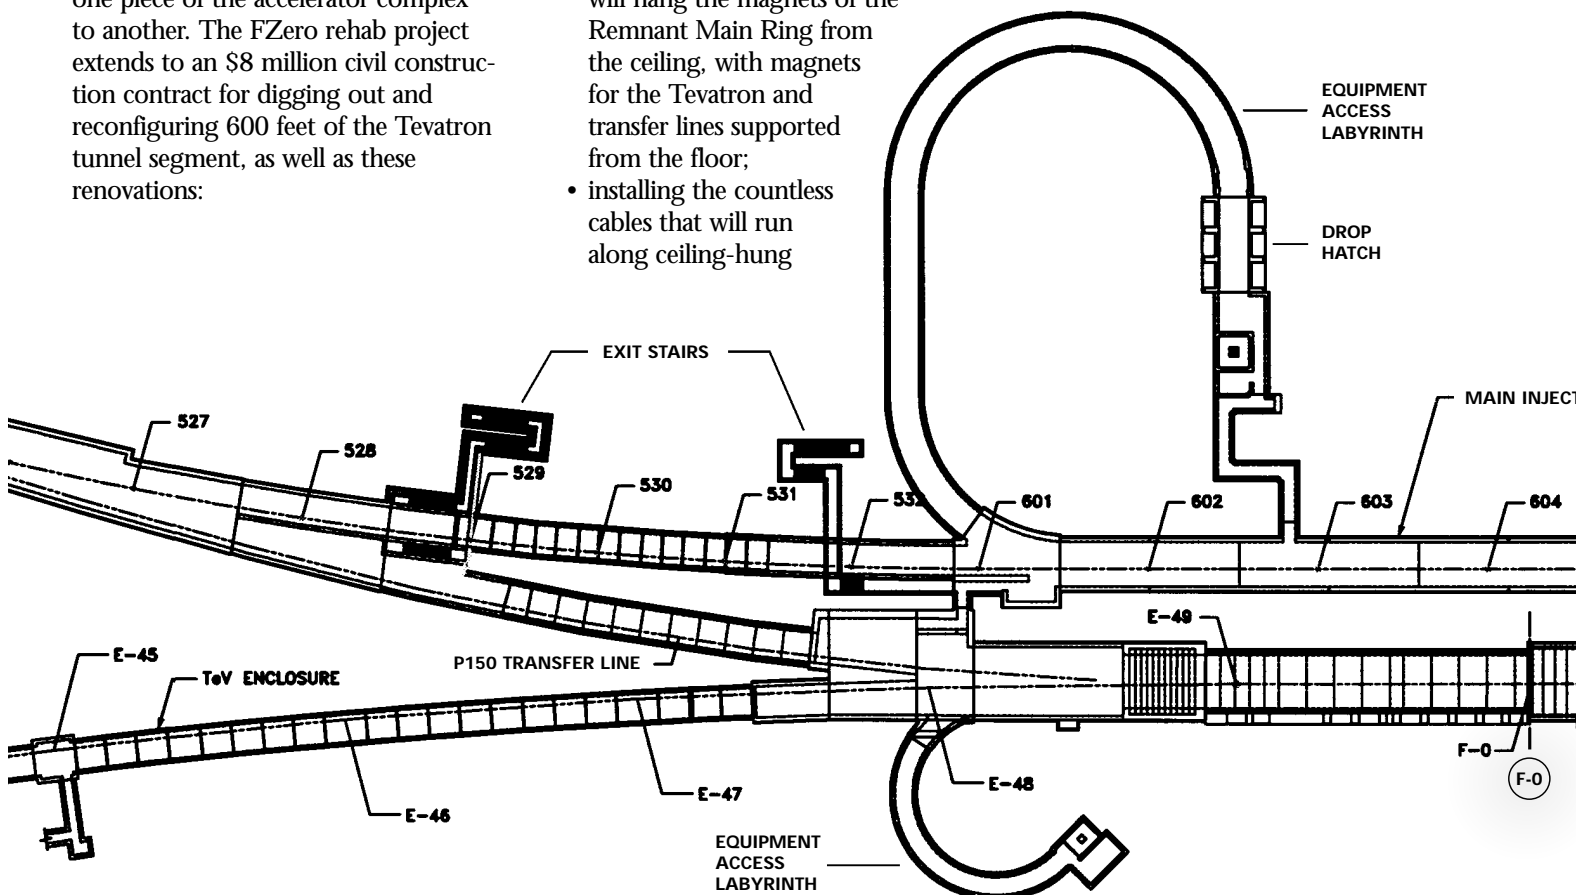 one piece of the accelerator complex
to another. The FZero rehab project
extends to an $8 million civil construc-
tion contract for digging out and
reconfiguring 600 feet of the Tevatron
tunnel segment, as well as these
renovations:
will hang the magnets of the
Remnant Main Ring from
the ceiling, with magnets
for the Tevatron and
transfer lines supported
from the floor;
• installing the countless
cables that will run
along ceiling-hung
EQUIPMENT
ACCESS
LABYRINTH
DROP
HATCH
EXIT STAIRS
MAIN INJECT
527
528
529
530
531
532
601
602
603
604
E-49
P150 TRANSFER LINE
E-45
TeV ENCLOSURE
F-0
F-0
E-48
E-47
E-46
EQUIPMENT
ACCESS
LABYRINTH